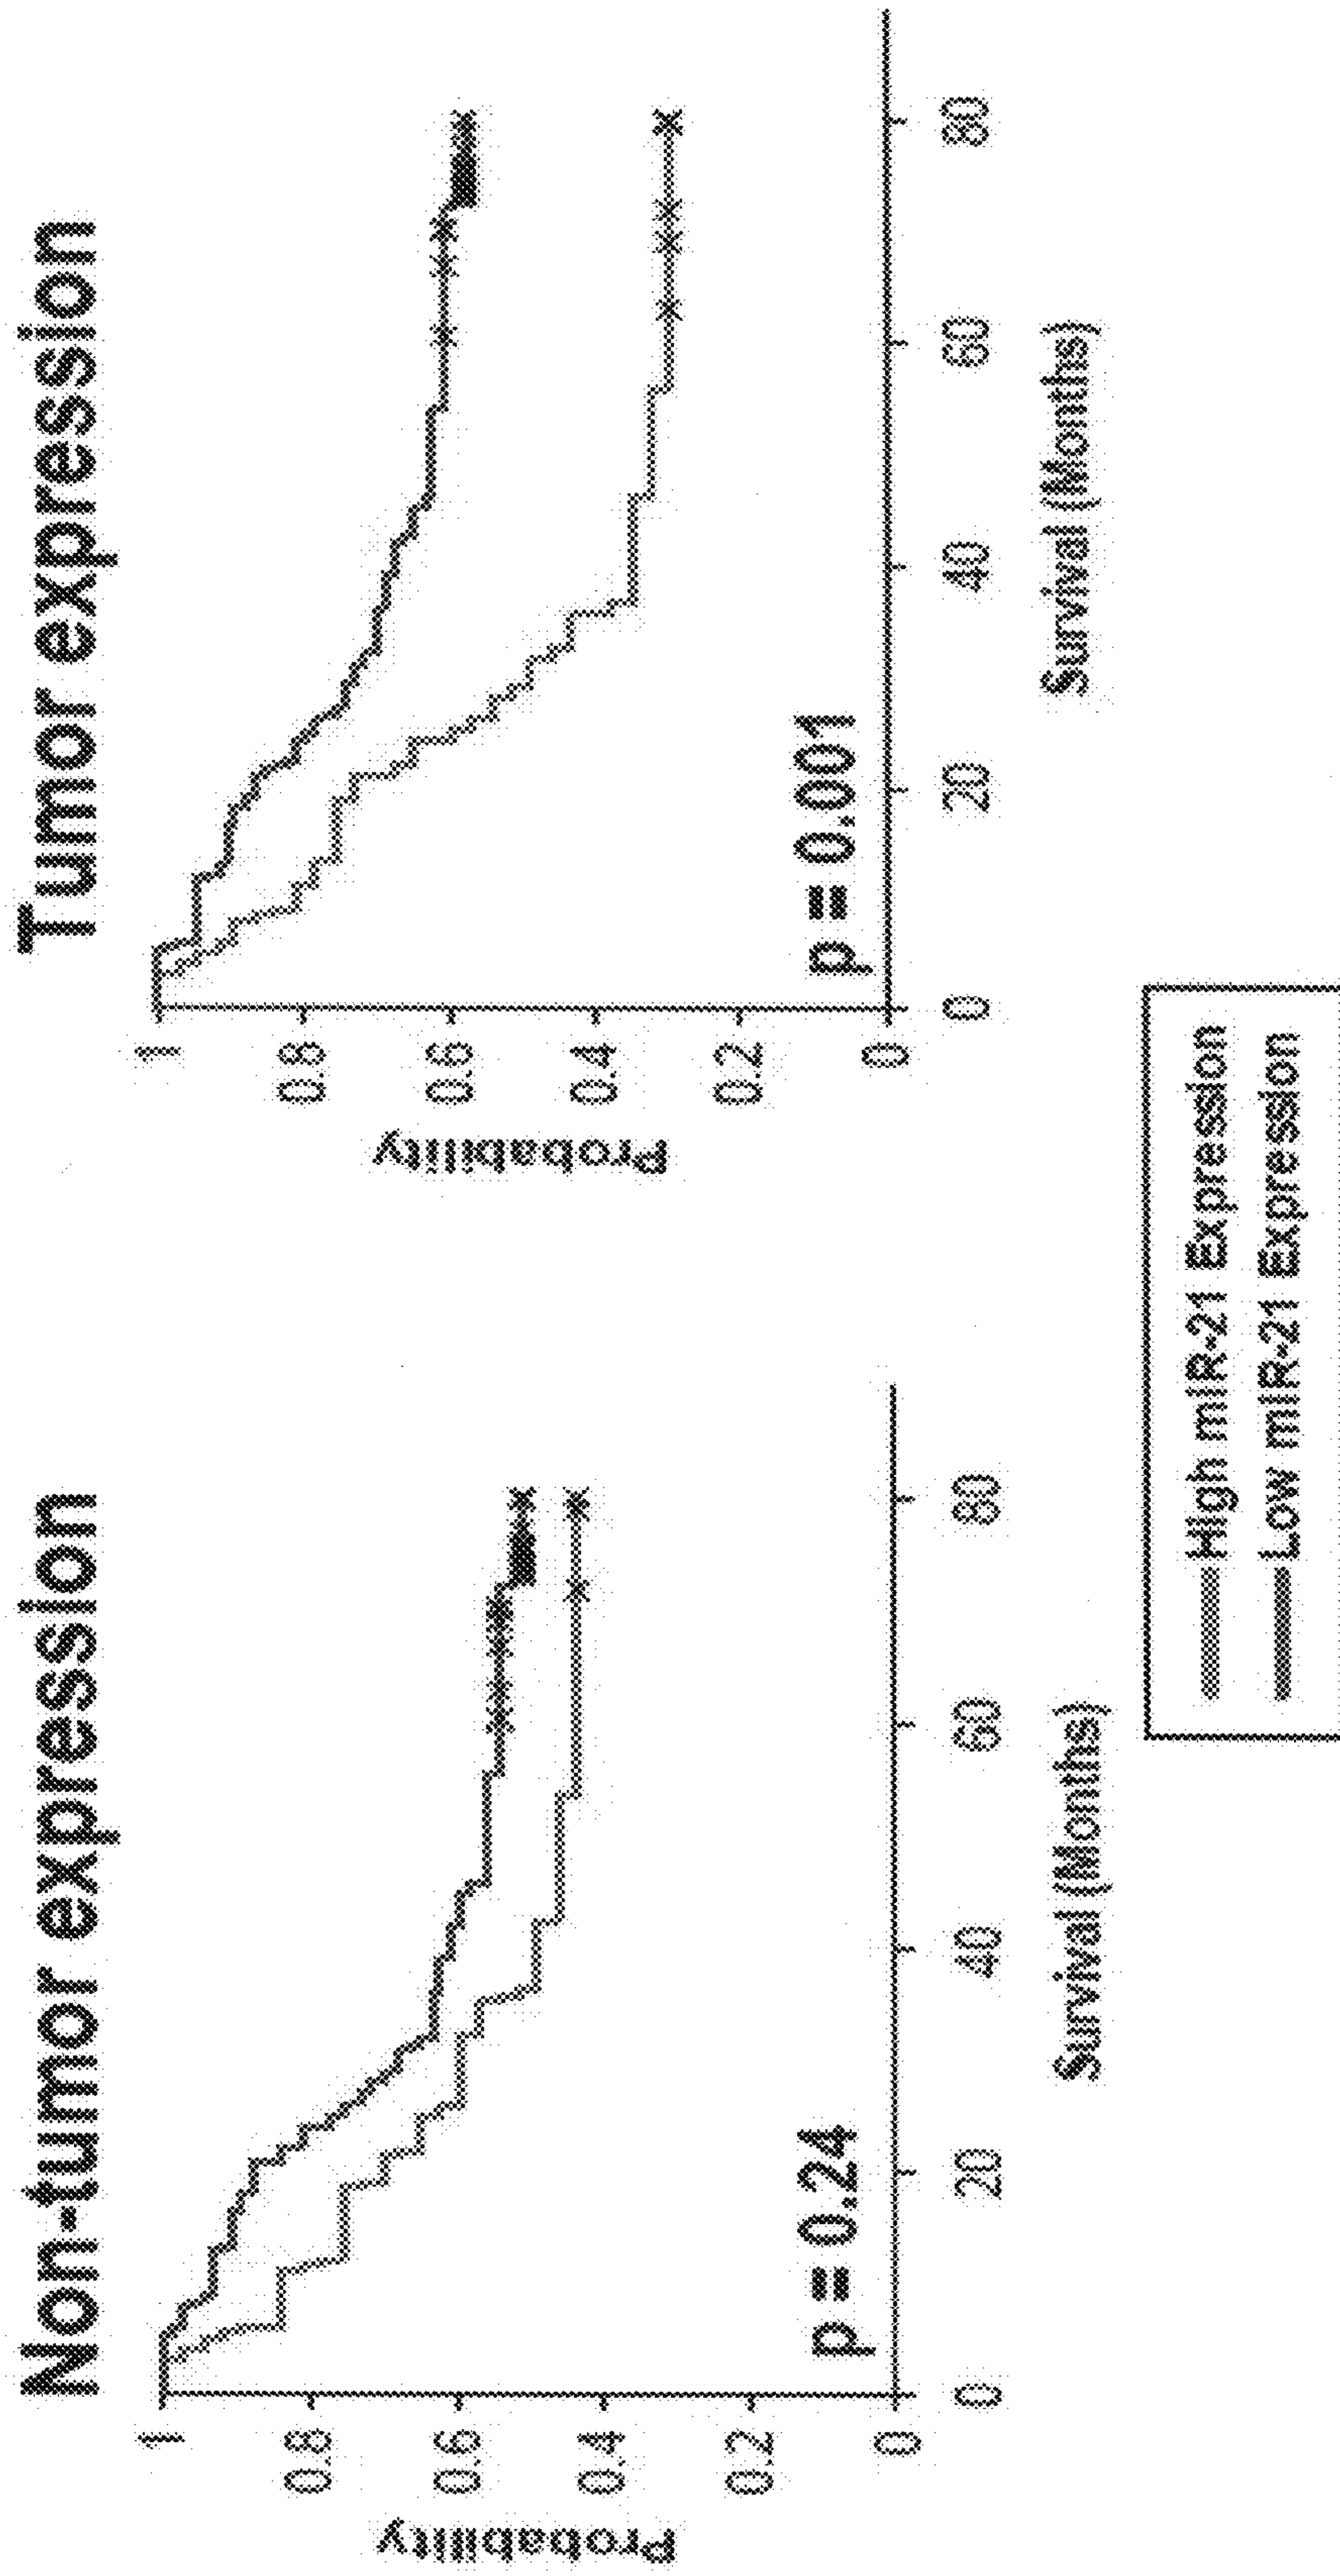 Non-tumor expression
Probability
1
0.8
0.6
0.4
0.2
0
p = 0.24
0 20 40 60 80
Survival (Months)
Tumor expression
Probability
1
0.8
0.6
0.4
0.2
0
p = 0.001
0 20 40 60 80
Survival (Months)
High miR-21 Expression
Low miR-21 Expression